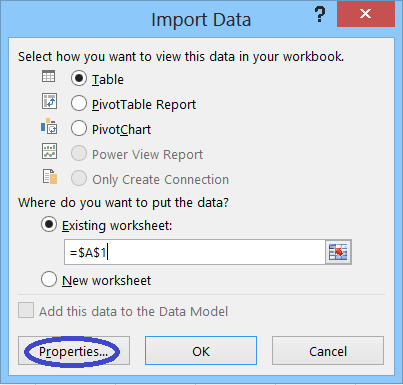 Import Data
? ×
Select how you want to view this data in your workbook.
Table
PivotTable Report
PivotChart
Power View Report
Only Create Connection
Where do you want to put the data?
Existing worksheet:
=$A$1
New worksheet
Add this data to the Data Model
Properties... OK Cancel